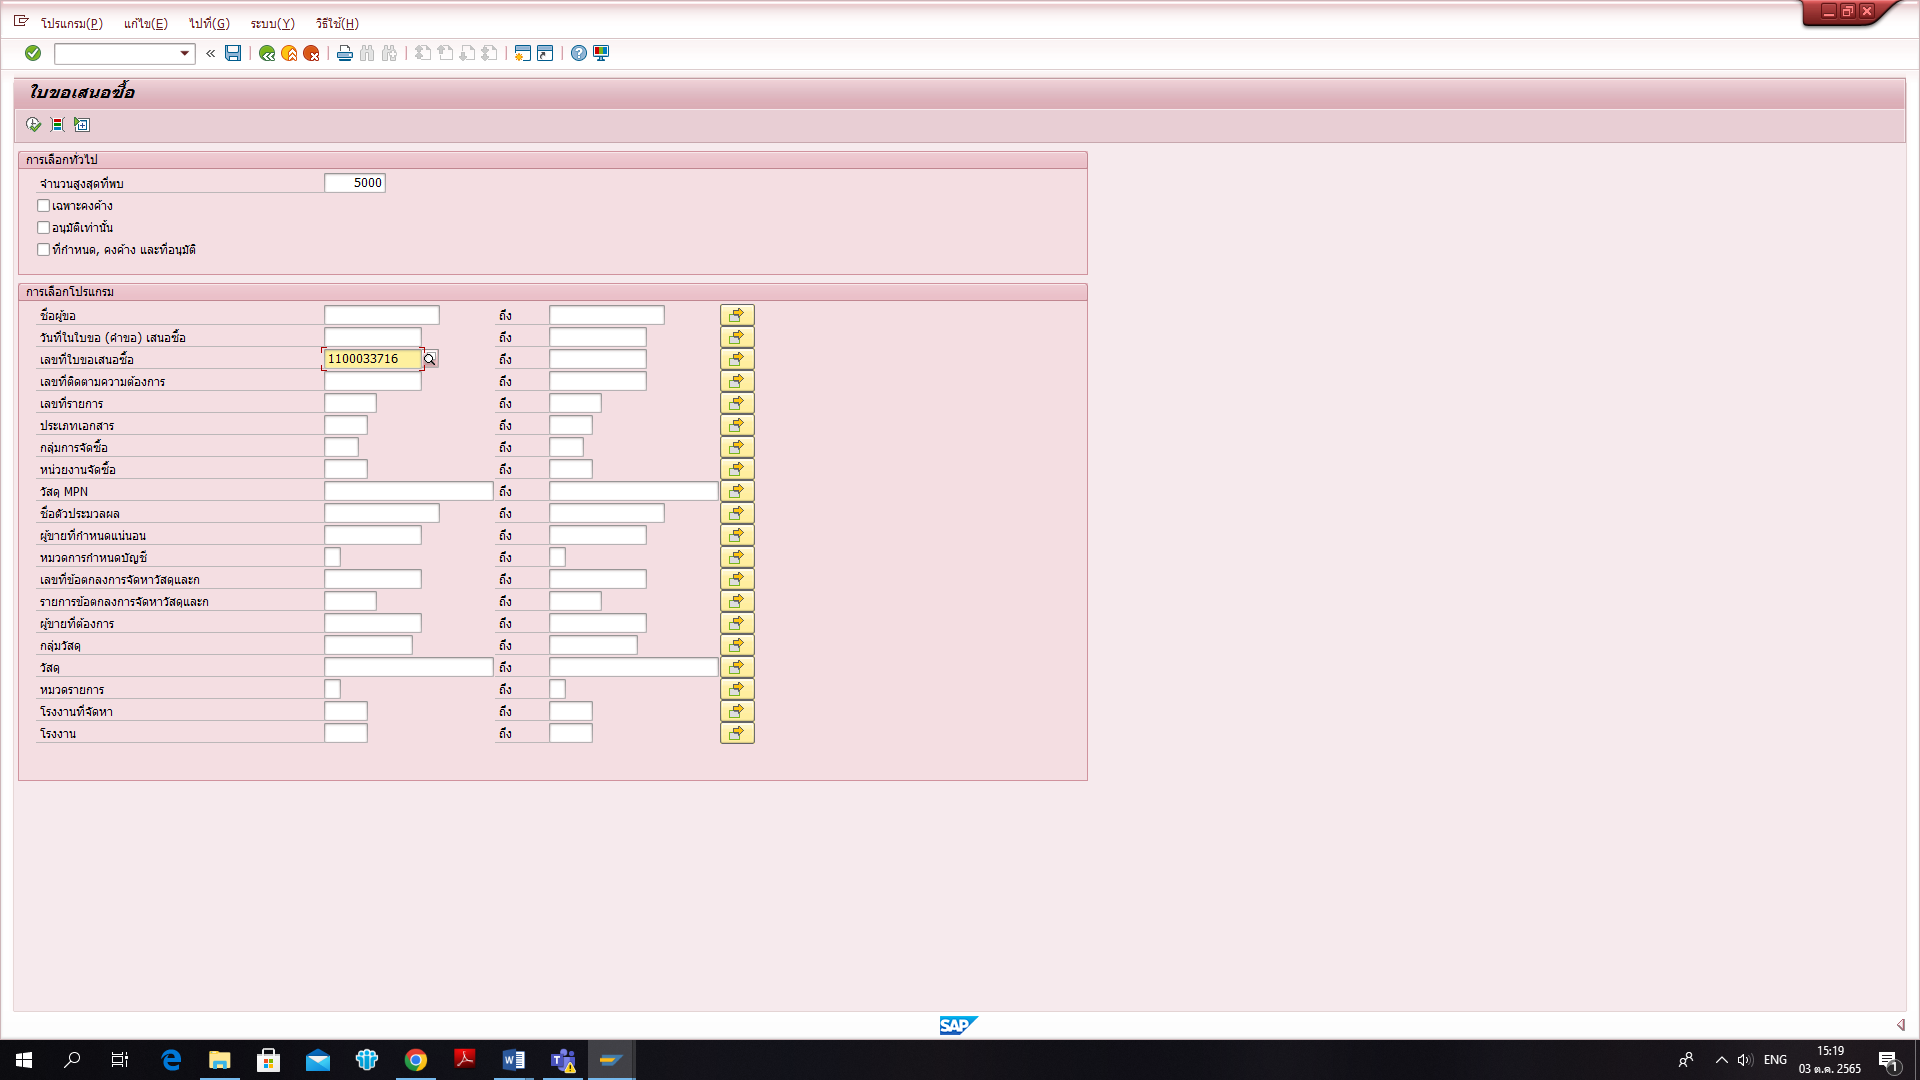 โปรแกรม(P) แก้ไข(E) ไปที่(G) ระบบ(Y) วิธีใช้(H)
ใบขอเสนอซื้อ
การเลือกทั่วไป
จำนวนสูงสุดที่พบ 5000
เฉพาะคงค้าง
อนุมัติเท่านั้น
ที่กำหนด, คงค้าง และที่อนุมัติ
การเลือกโปรแกรม
ชื่อผู้ขอ ถึง
วันที่ในใบขอ (คำขอ) เสนอซื้อ ถึง
เลขที่ใบขอเสนอซื้อ 1100033716 ถึง
เลขที่ติดตามความต้องการ ถึง
เลขที่รายการ ถึง
ประเภทเอกสาร ถึง
กลุ่มการจัดซื้อ ถึง
หน่วยงานจัดซื้อ ถึง
วัสดุ MPN ถึง
ชื่อตัวประมวลผล ถึง
ผู้ขายที่กำหนดแน่นอน ถึง
หมวดการกำหนดบัญชี ถึง
เลขที่ข้อตกลงการจัดหาวัสดุและก ถึง
รายการข้อตกลงการจัดหาวัสดุและก ถึง
ผู้ขายที่ต้องการ ถึง
กลุ่มวัสดุ ถึง
วัสดุ ถึง
หมวดรายการ ถึง
โรงงานที่จัดหา ถึง
โรงงาน ถึง
SAP
ENG
15:19
03 ต.ค. 2565
1